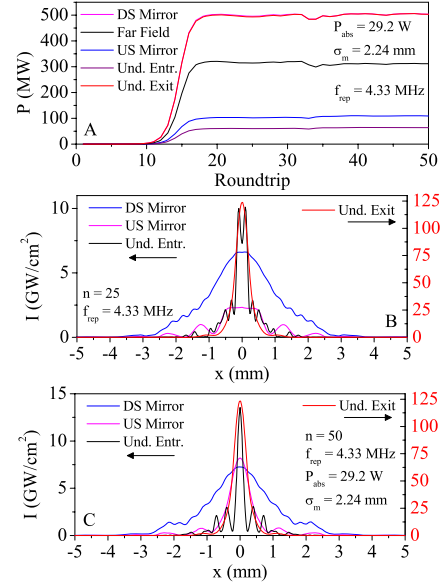 500
400
300
200
100
0
P (MW)
DS Mirror
Far Field
US Mirror
Und. Entr.
Und. Exit
P_abs = 29.2 W
σ_m = 2.24 mm
f_rep = 4.33 MHz
A
0 10 20 30 40 50
Roundtrip
10
5
0
I (GW/cm²)
DS Mirror
US Mirror
Und. Entr.
n = 25
f_rep = 4.33 MHz
Und. Exit
125
100
75
50
25
0
B
-5 -4 -3 -2 -1 0 1 2 3 4 5
x (mm)
15
10
5
0
I (GW/cm²)
DS Mirror
US Mirror
Und. Entr.
C
Und. Exit
n = 50
f_rep = 4.33 MHz
P_abs = 29.2 W
σ_m = 2.24 mm
125
100
75
50
25
0
-5 -4 -3 -2 -1 0 1 2 3 4 5
x (mm)